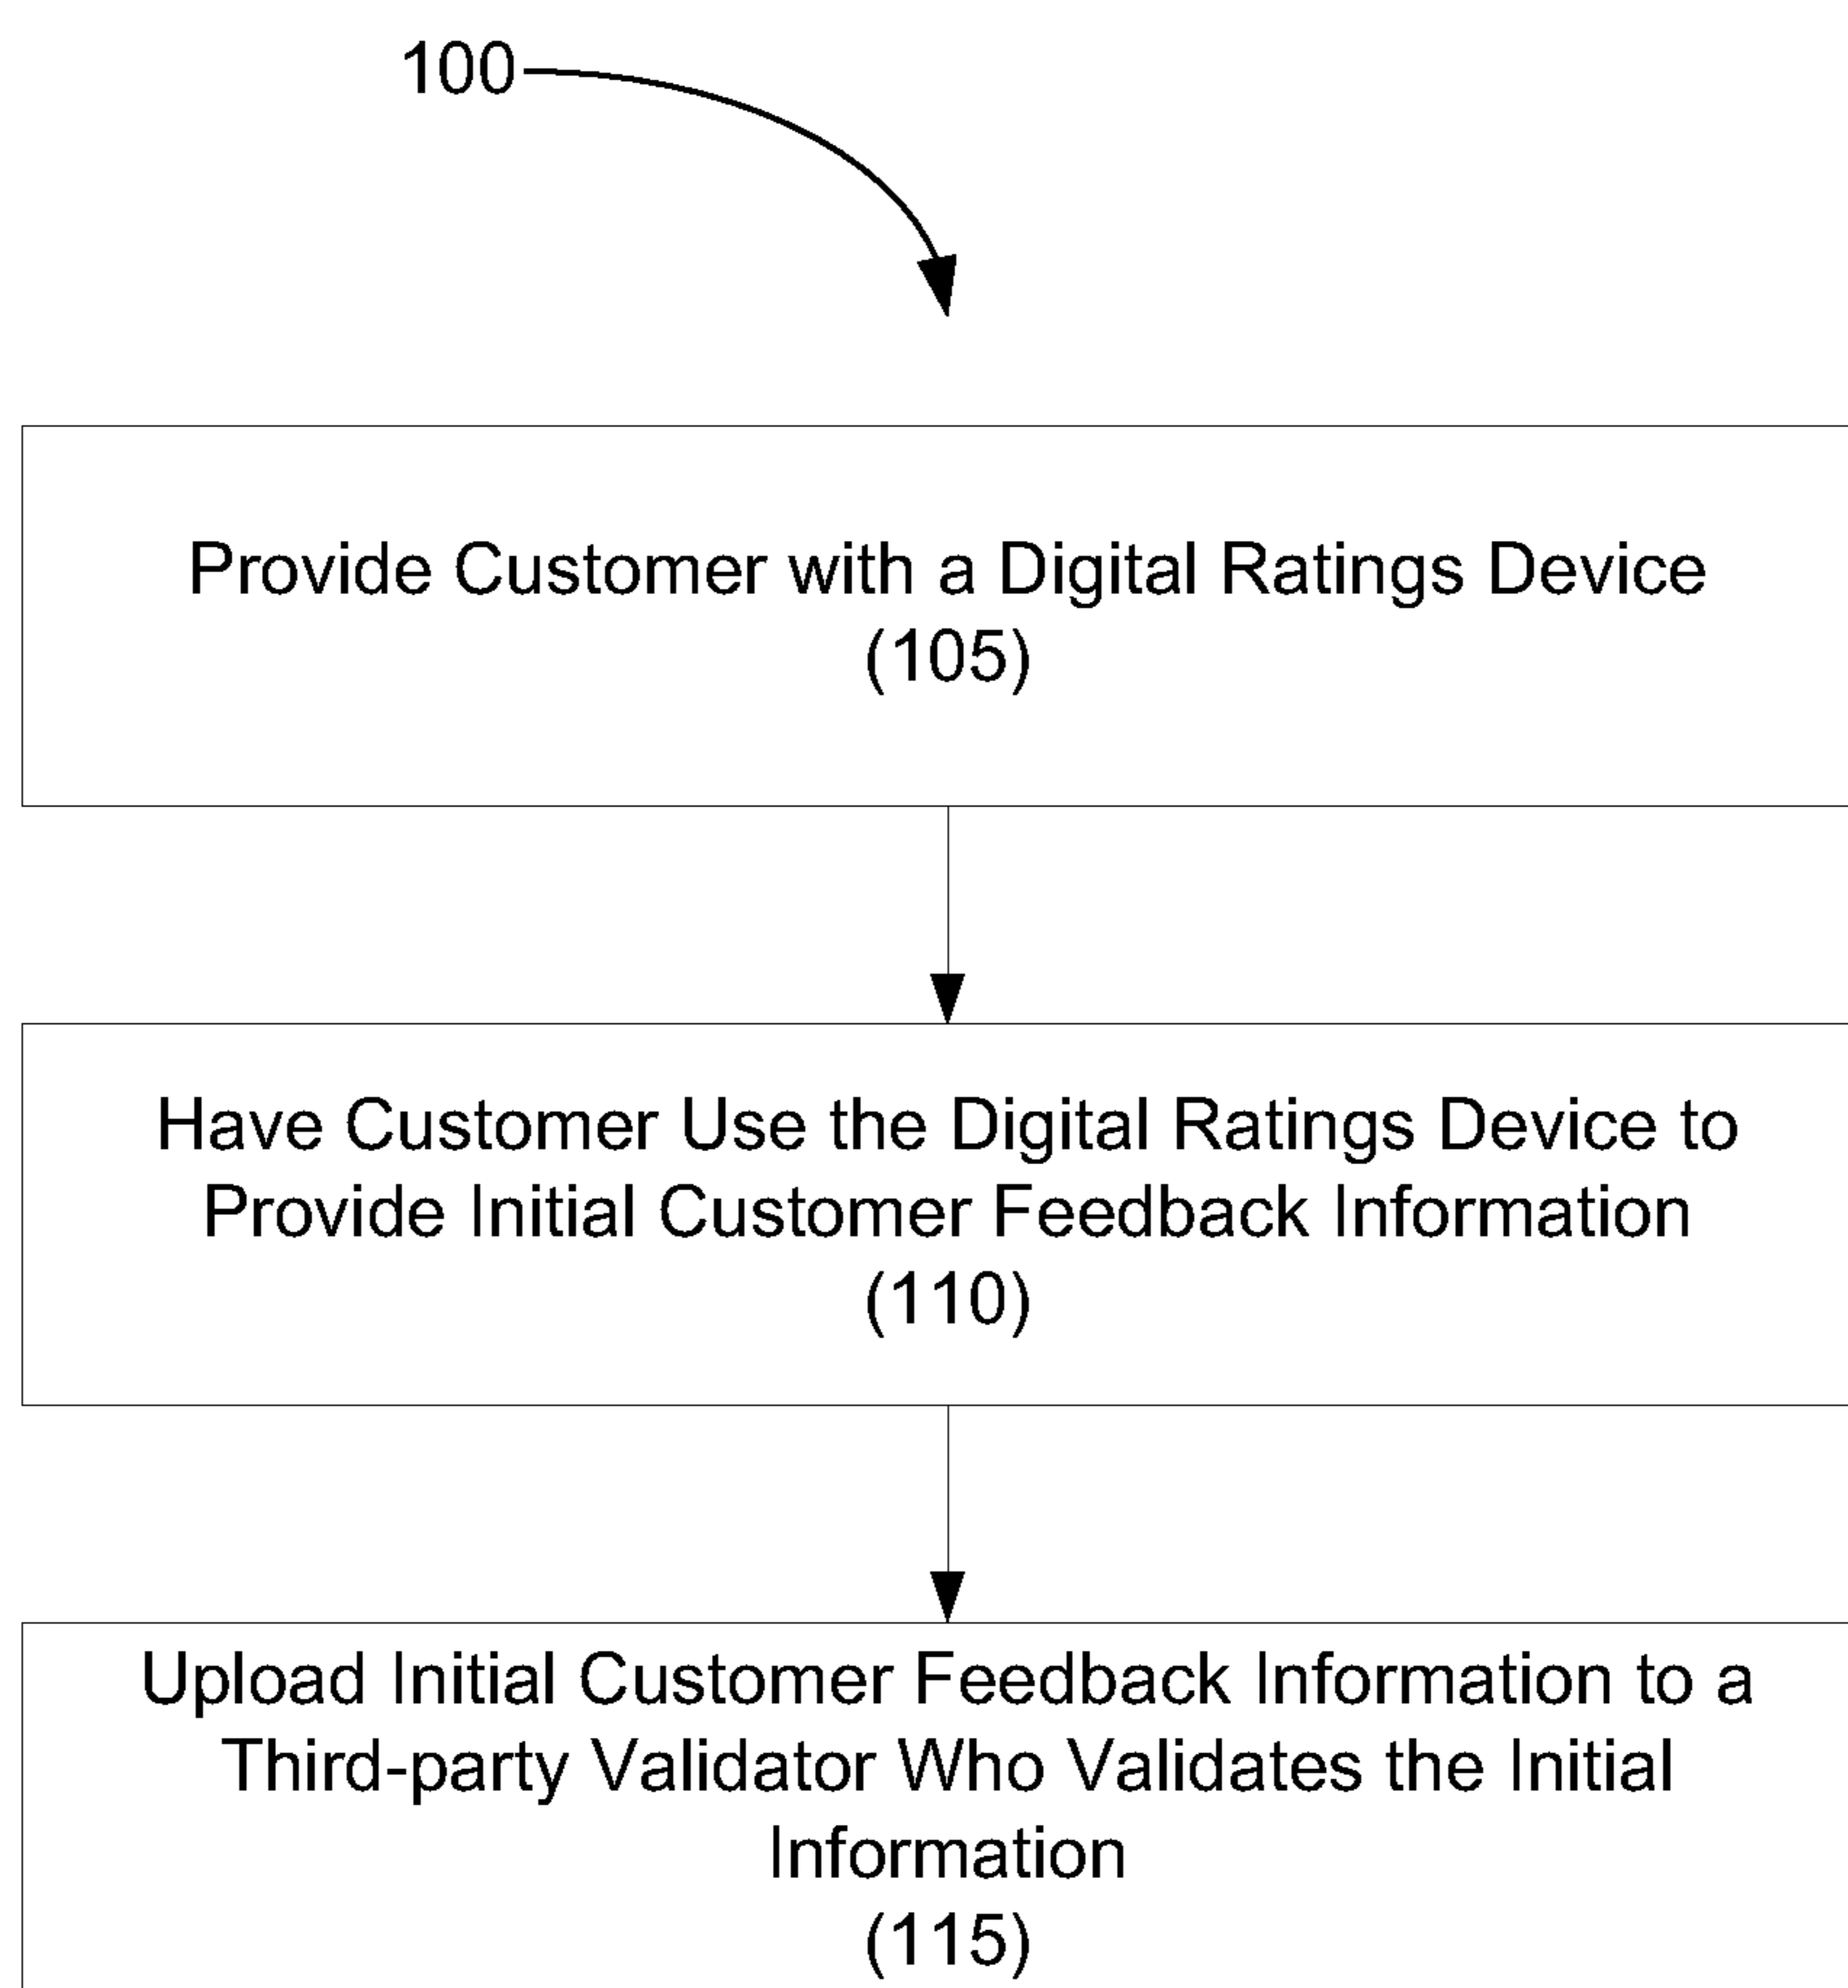 100
Provide Customer with a Digital Ratings Device
(105)
Have Customer Use the Digital Ratings Device to
Provide Initial Customer Feedback Information
(110)
Upload Initial Customer Feedback Information to a
Third-party Validator Who Validates the Initial
Information
(115)